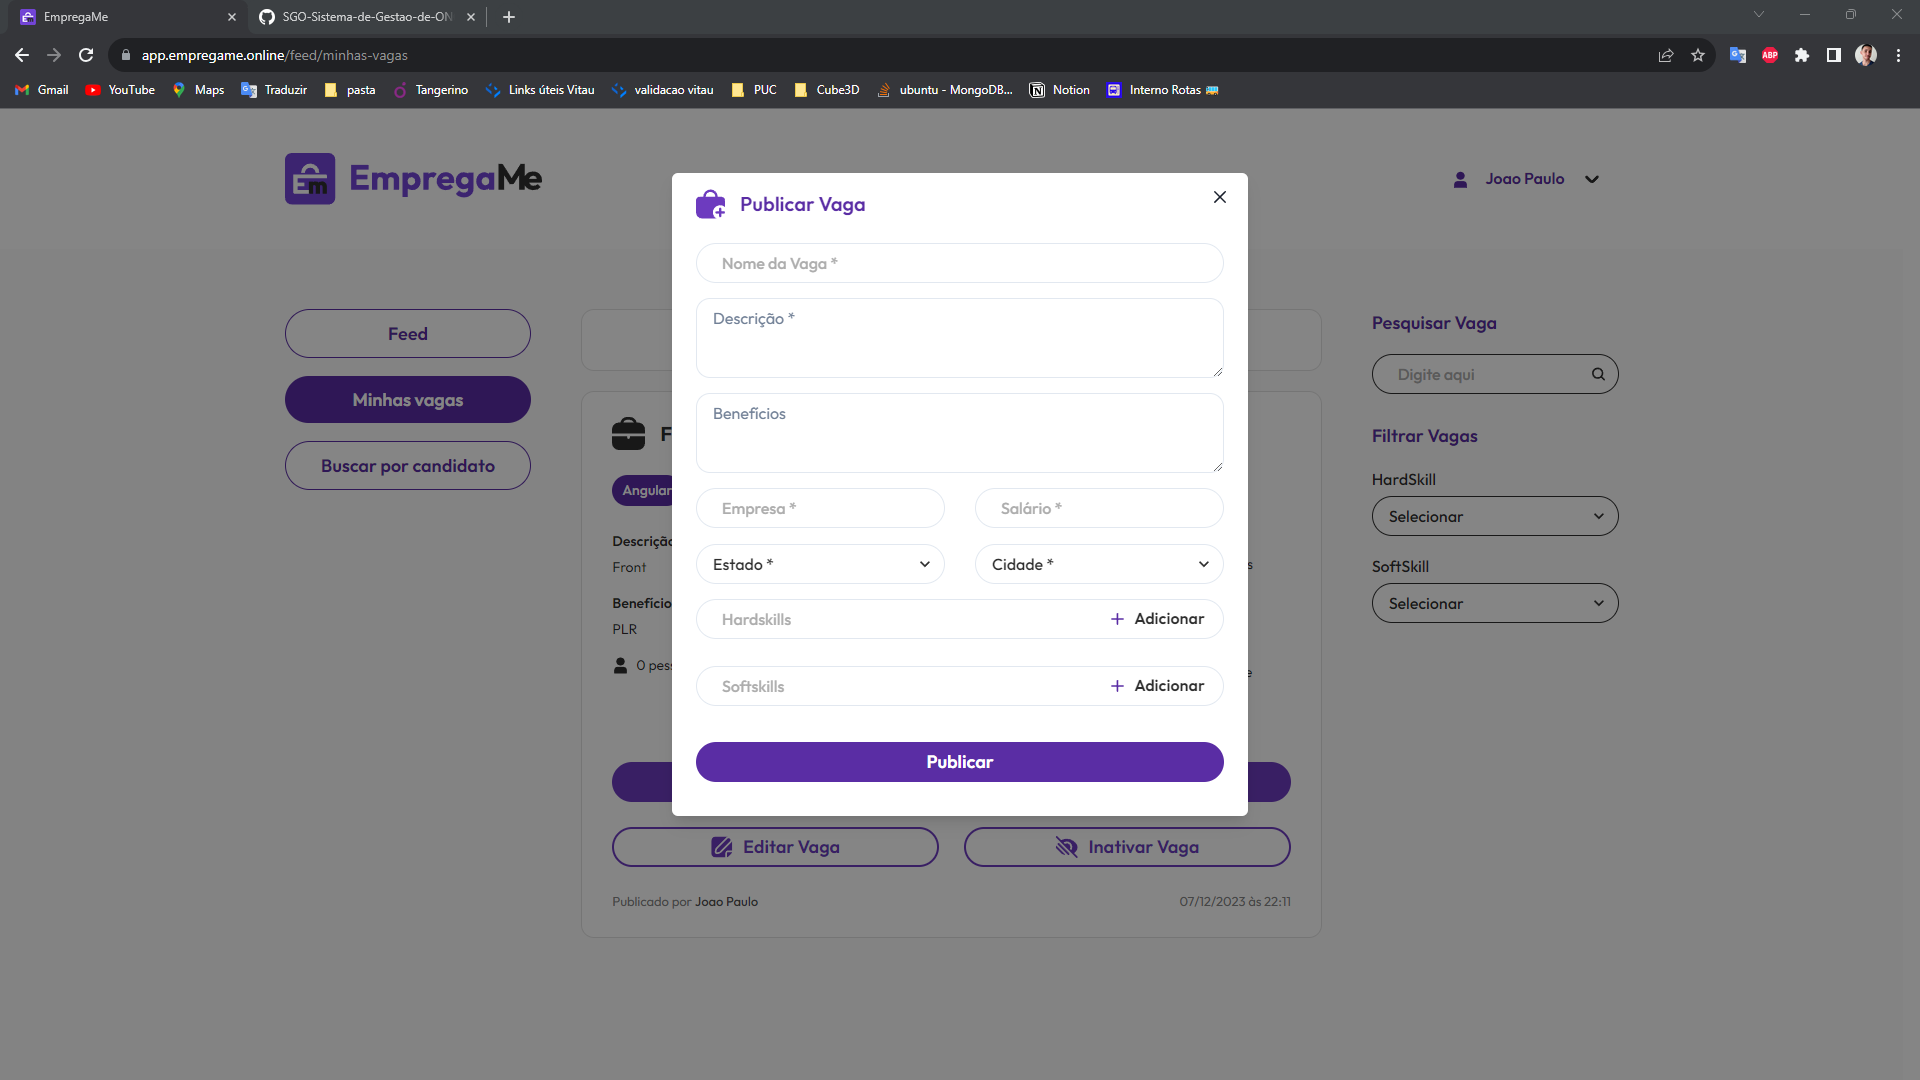 EmpregaMe
SGO-Sistema-de-Gestao-de-ON
app.empregame.online/feed/minhas-vagas
Gmail YouTube Maps Traduzir pasta Tangerino Links úteis Vitau validacao vitau PUC Cube3D ubuntu - MongoDB... Notion Interno Rotas
ABP
EmpregaMe
Joao Paulo
Feed
Minhas vagas
Buscar por candidato
Publicar Vaga
Nome da Vaga *
Descrição *
Benefícios
Empresa *
Salário *
Estado *
Cidade *
Hardskills
+ Adicionar
Softskills
+ Adicionar
Publicar
F
Angular
Descrição
Front
Benefício
PLR
0 pess
s
e
Editar Vaga
Inativar Vaga
Publicado por Joao Paulo
07/12/2023 às 22:11
Pesquisar Vaga
Digite aqui
Filtrar Vagas
HardSkill
Selecionar
SoftSkill
Selecionar